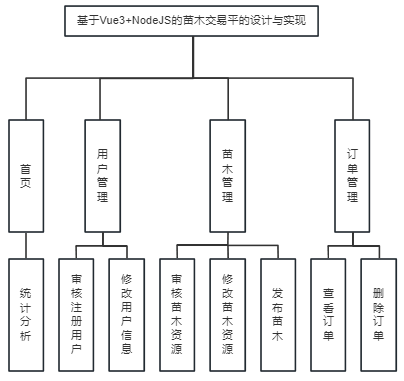 基于Vue3+NodeJS的苗木交易平的设计与实现
首页
用户管理
苗木管理
订单管理
统计分析
审核注册用户
修改用户信息
审核苗木资源
修改苗木资源
发布苗木
查看订单
删除订单